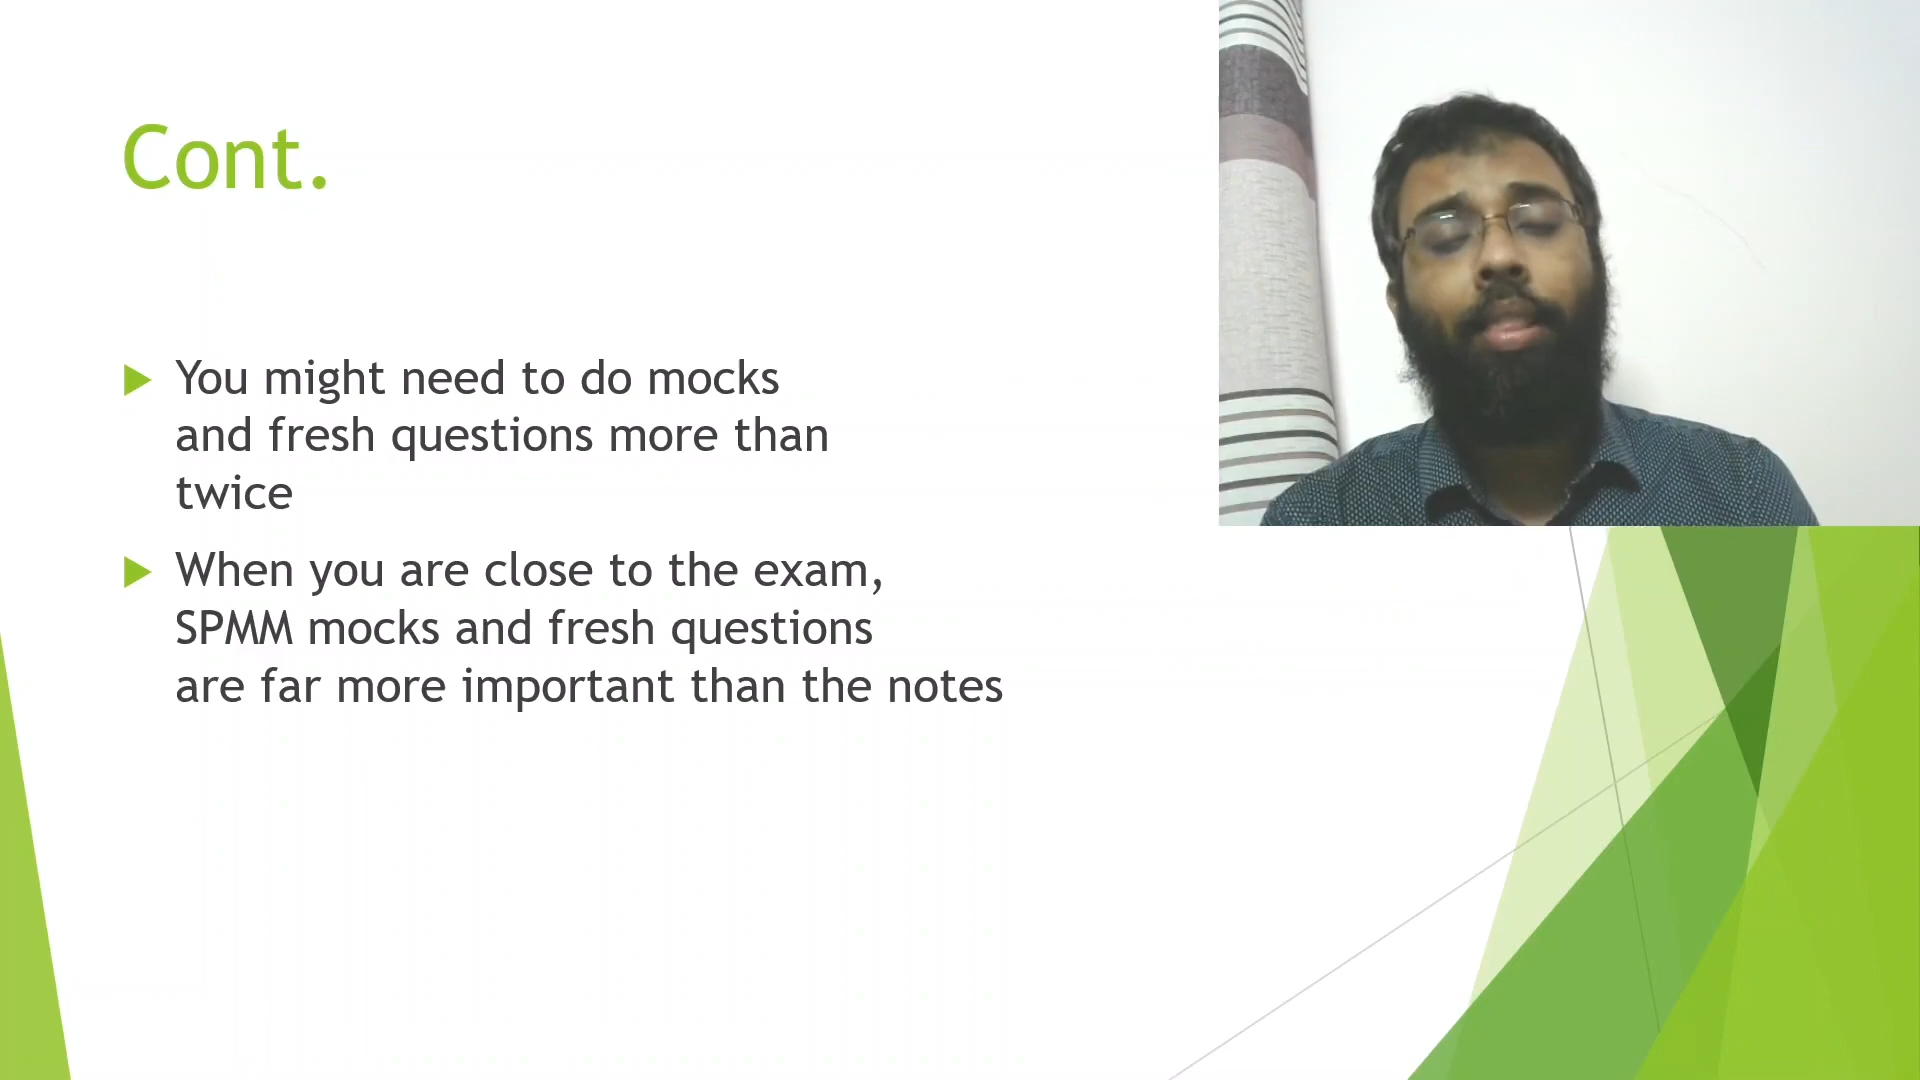 Cont.
You might need to do mocks
and fresh questions more than
twice
When you are close to the exam,
SPMM mocks and fresh questions
are far more important than the notes